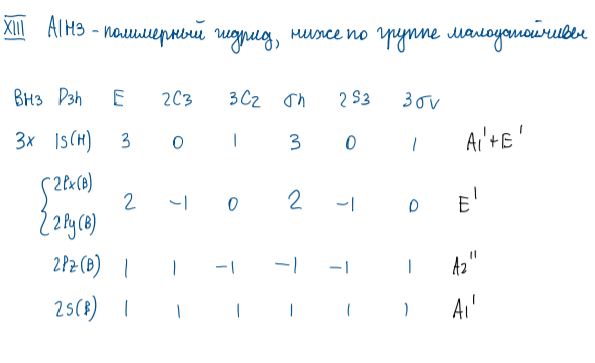 XIII AlH3 - полимерный гидрид, ниже по группе малоустойчивы
BH3 D3h E 2C3 3C2 σh 2S3 3σv
3x 1s(H) 3 0 1 3 0 1 A1'+E'
2Px(B)
2 -1 0 2 -1 0 E'
2Py(B)
2Pz(B) 1 1 -1 -1 -1 1 A2''
2S(B) 1 1 1 1 1 1 A1'